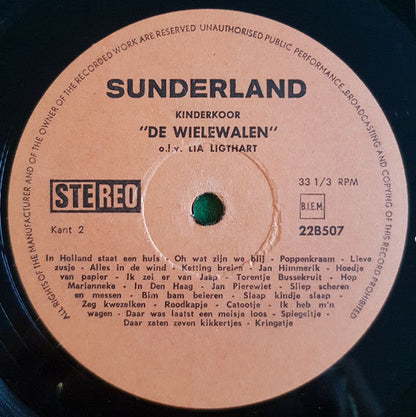 ALL RIGHTS OF THE MANUFACTURER AND OF THE OWNER OF THE RECORDED WORK ARE RESERVED UNAUTHORISED PUBLIC PERFORMANCE, BROADCASTING AND COPYING OF THIS RECORD PROHIBITED
SUNDERLAND
KINDERKOOR
"DE WIELEWALEN"
o.l.v. LIA LIGTHART
STEREO
33 1/3 RPM
B.I.E.M.
Kant 2
22B507
In Holland staat een huis - Oh wat zijn we blij - Poppenkraam - Lieve
zusje - Alles in de wind - Katting breien - Jan Himmerik - Hoedje
van papier - Ik zei er van Jaap - Torentje Bussekruit - Hop
Marianneke - In Den Haag - Jan Pierewiet - Sliep scheren
en messen - Bim bam beieren - Slaap kindje slaap -
Zeg kwezelken - Roodkapje - Catootje - Ik heb m'n
wagen - Daar was laatst een meisje loos - Spiegeltje -
Daar zaten zeven kikkertjes - Kringetje